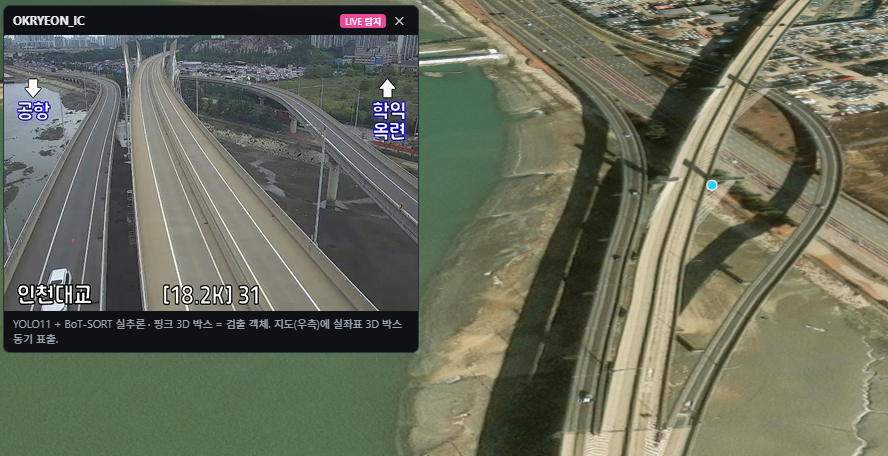 OKRYEON_IC
LIVE 탐지
공항
학익
옥련
인천대교
[18.2K] 31
YOLO11 + BoT-SORT 실추론 · 핑크 3D 박스 = 검출 객체. 지도(우측)에 실좌표 3D 박스
동기 표출.